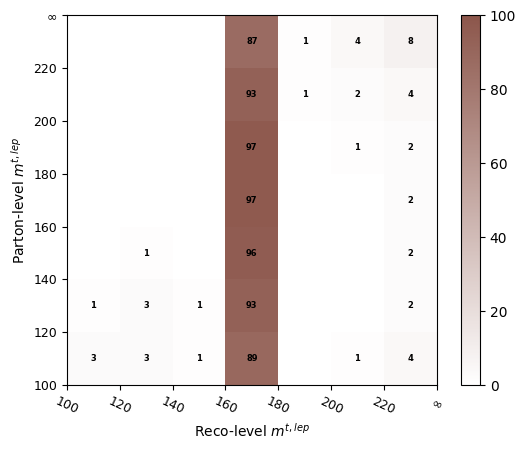 ∞
87 1 4 8
220
93 1 2 4
200
97 1 2
180
97 2
160
1 96 2
140
1 3 1 93 2
120
3 3 1 89 1 4
100
100 120 140 160 180 200 220 ∞
Reco-level m^{t,lep}
Parton-level m^{t,lep}
100
80
60
40
20
0